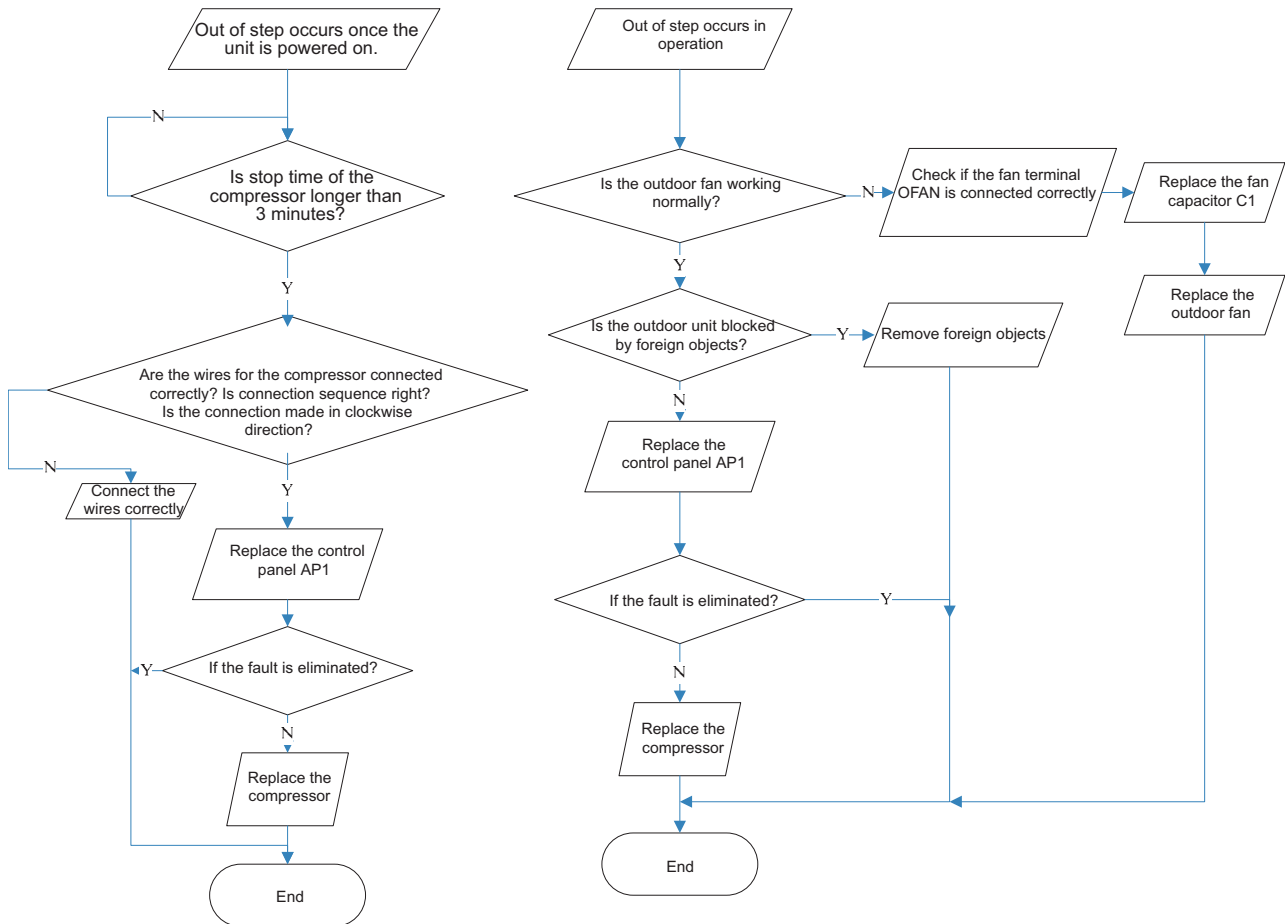 Out of step occurs once the
unit is powered on.
N
Is stop time of the
compressor longer than
3 minutes?
Y
Are the wires for the compressor connected
correctly? Is connection sequence right?
Is the connection made in clockwise
direction?
N
Connect the
wires correctly
Y
Replace the control
panel AP1
If the fault is eliminated?
Y
N
Replace the
compressor
End
Out of step occurs in
operation
Is the outdoor fan working
normally?
N
Check if the fan terminal
OFAN is connected correctly
Replace the fan
capacitor C1
Replace the
outdoor fan
Y
Is the outdoor unit blocked
by foreign objects?
Y
Remove foreign objects
N
Replace the
control panel AP1
If the fault is eliminated?
Y
N
Replace the
compressor
End